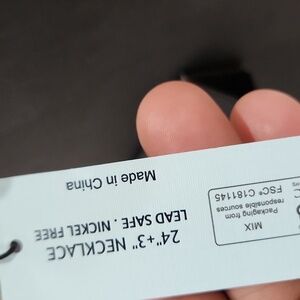 24"+3" NECKLACE
LEAD SAFE . NICKEL FREE
Made in China
MIX
Packaging from
responsible sources
FSC® C181145